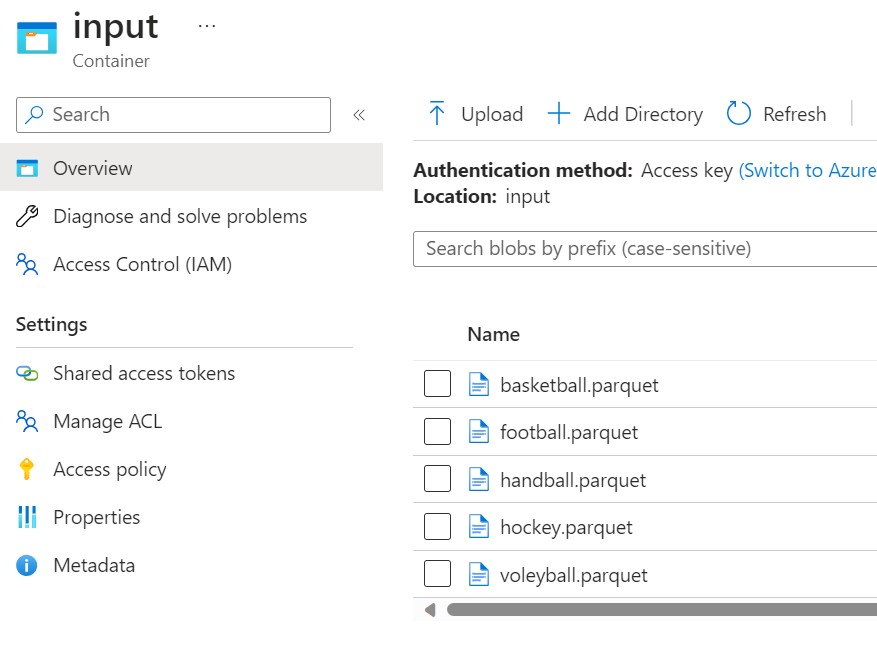 input
...
Container
Search
«
Overview
Diagnose and solve problems
Access Control (IAM)
Settings
Shared access tokens
Manage ACL
Access policy
Properties
Metadata
Upload
Add Directory
Refresh
Authentication method: Access key (Switch to Azure
Location: input
Search blobs by prefix (case-sensitive)
Name
basketball.parquet
football.parquet
handball.parquet
hockey.parquet
voleyball.parquet